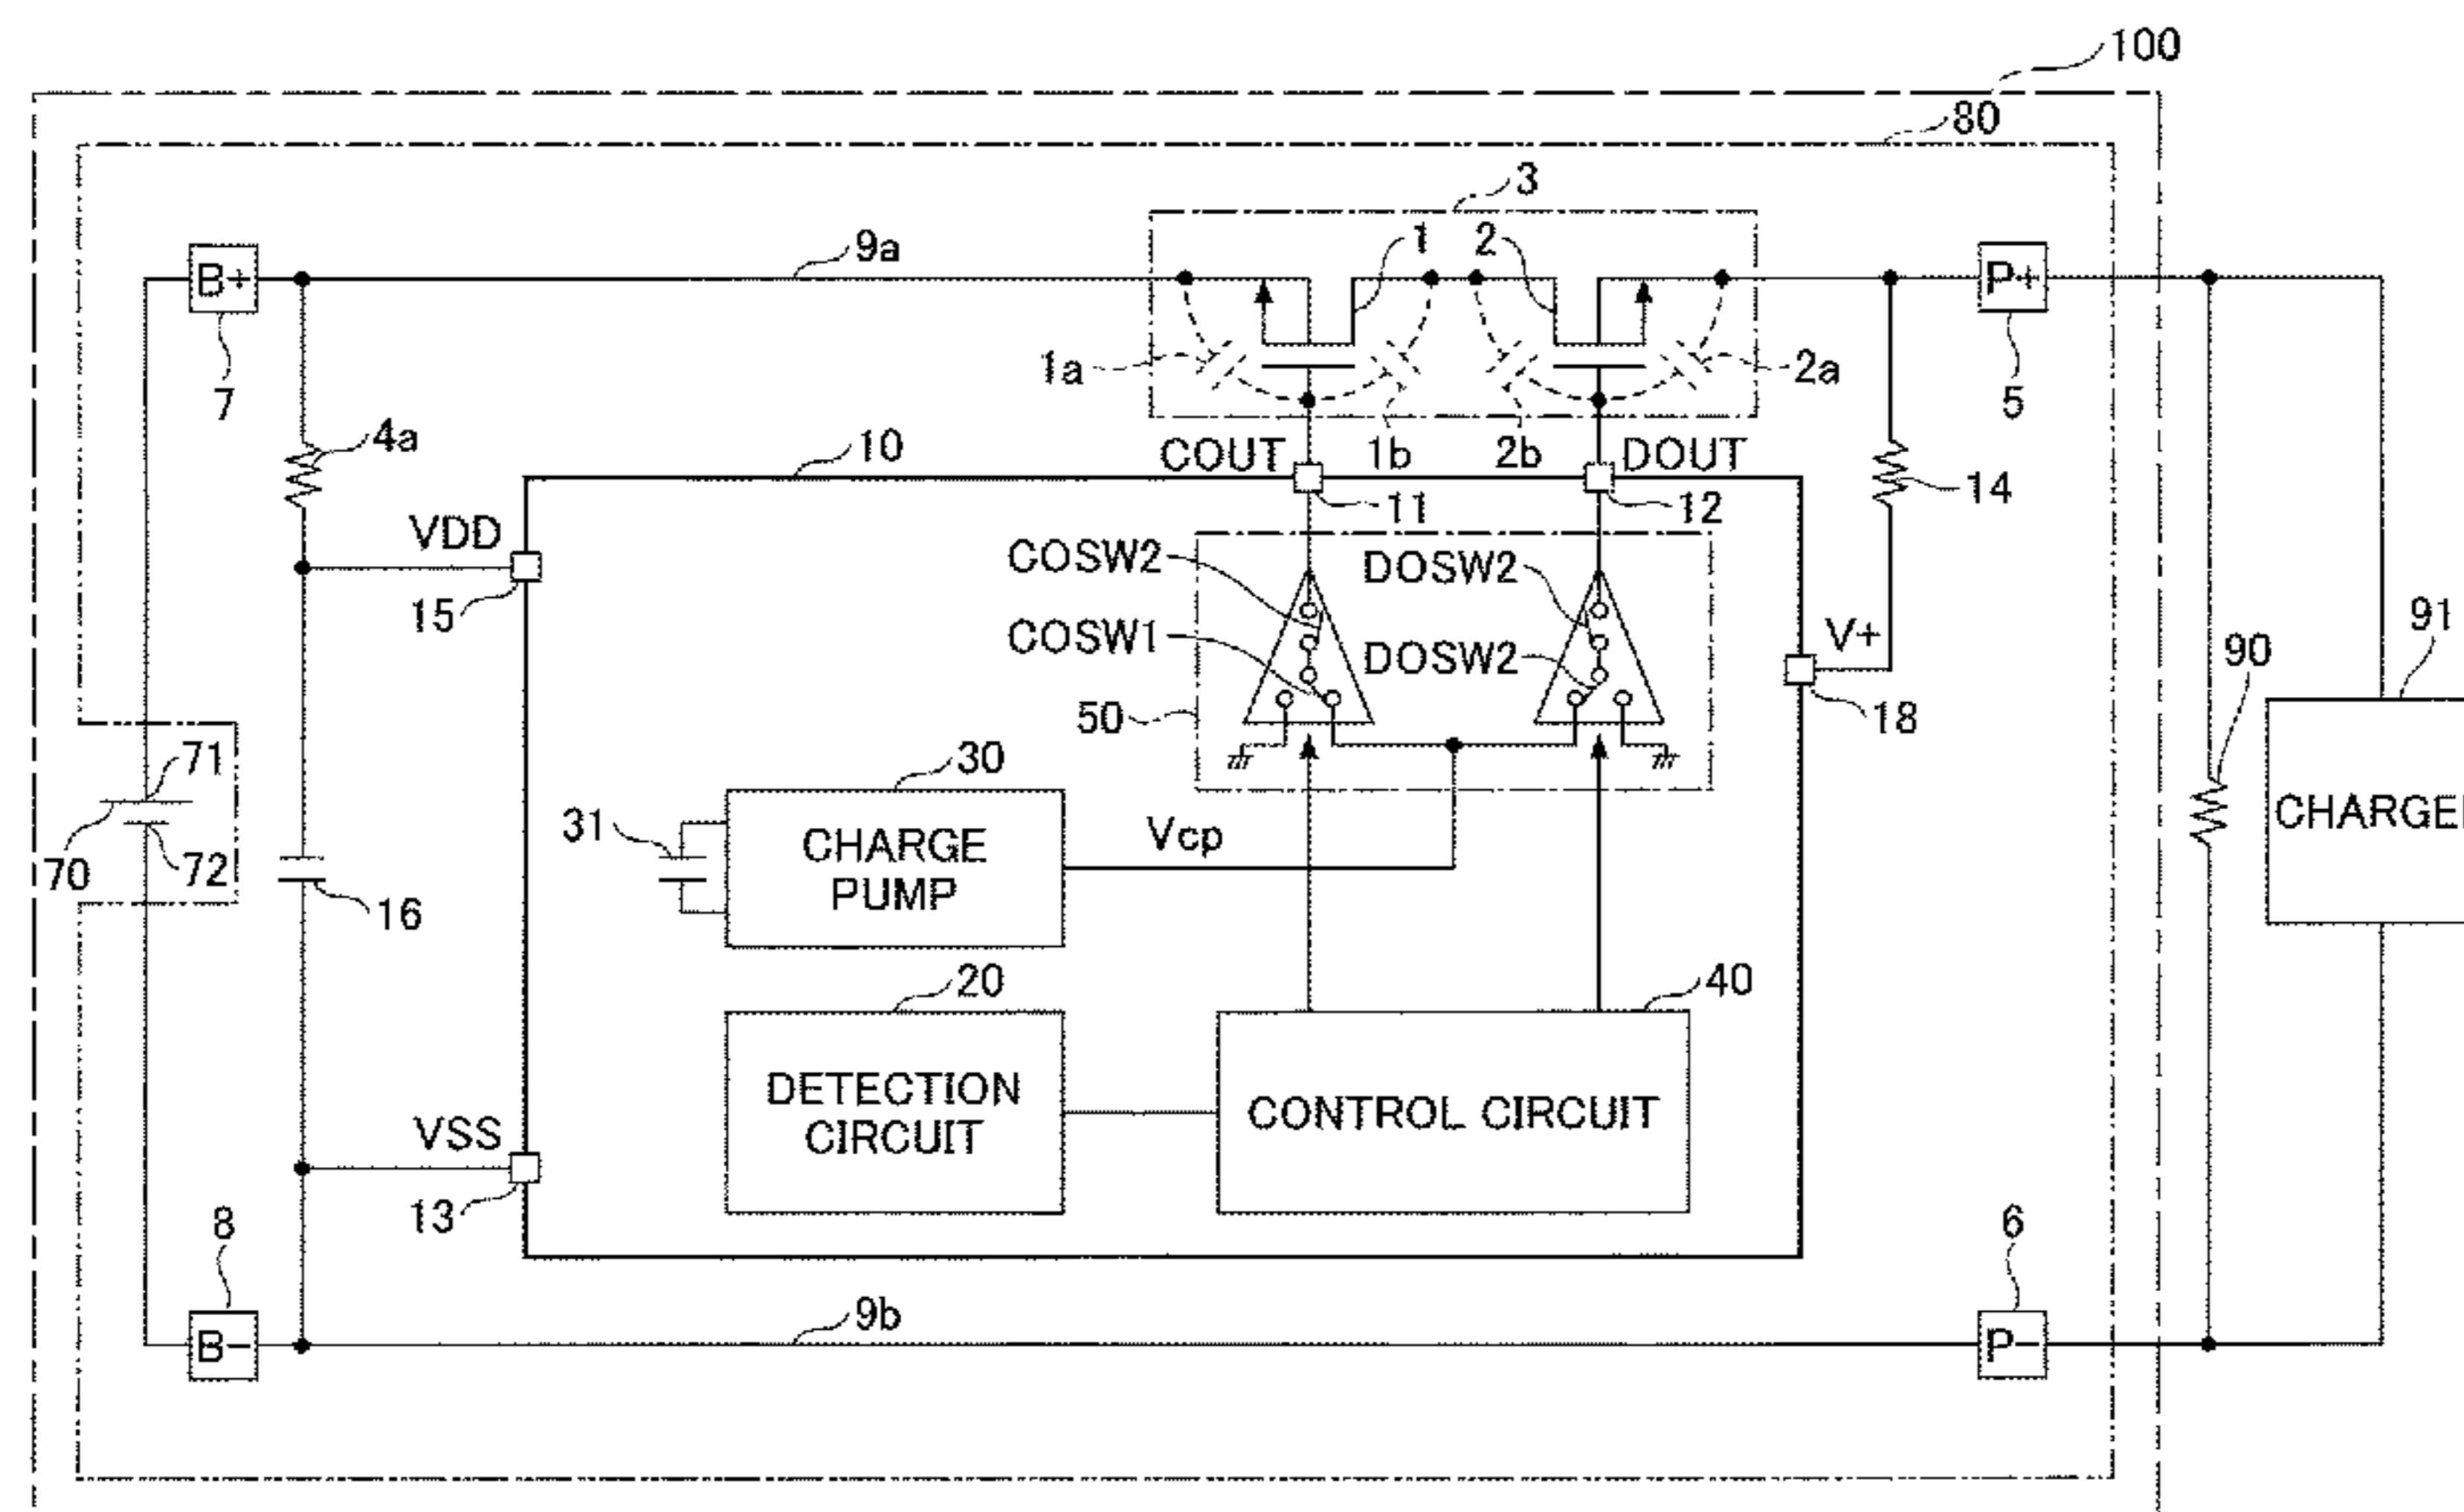 100
80
3
9a
1
2
B+
P+
7
1a
2a
5
4a
10
COUT
1b
2b
DOUT
14
11
12
VDD
COSW2
DOSW2
15
COSW1
DOSW2
V+
91
90
50
18
71
30
31
CHARGE
PUMP
Vcp
70
72
16
20
40
DETECTION
CIRCUIT
CONTROL CIRCUIT
VSS
13
8
6
9b
B−
P−